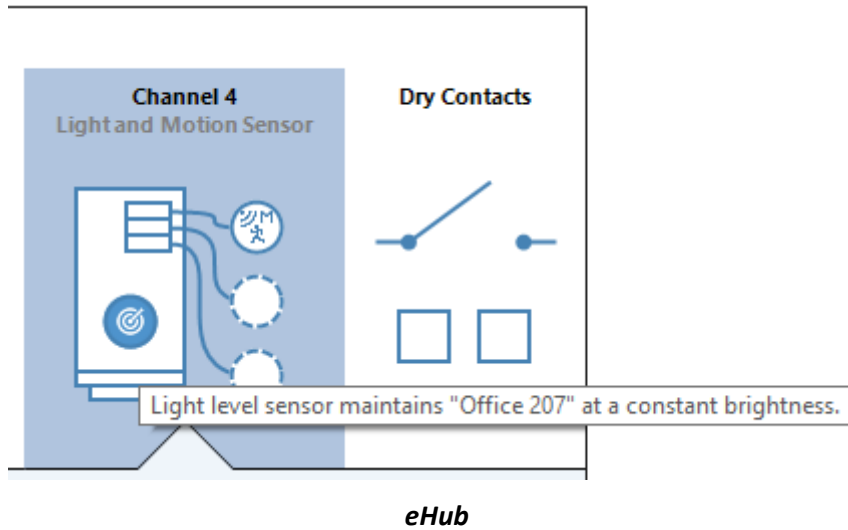 Channel 4
Light and Motion Sensor
Dry Contacts
M
Light level sensor maintains "Office 207" at a constant brightness.
eHub